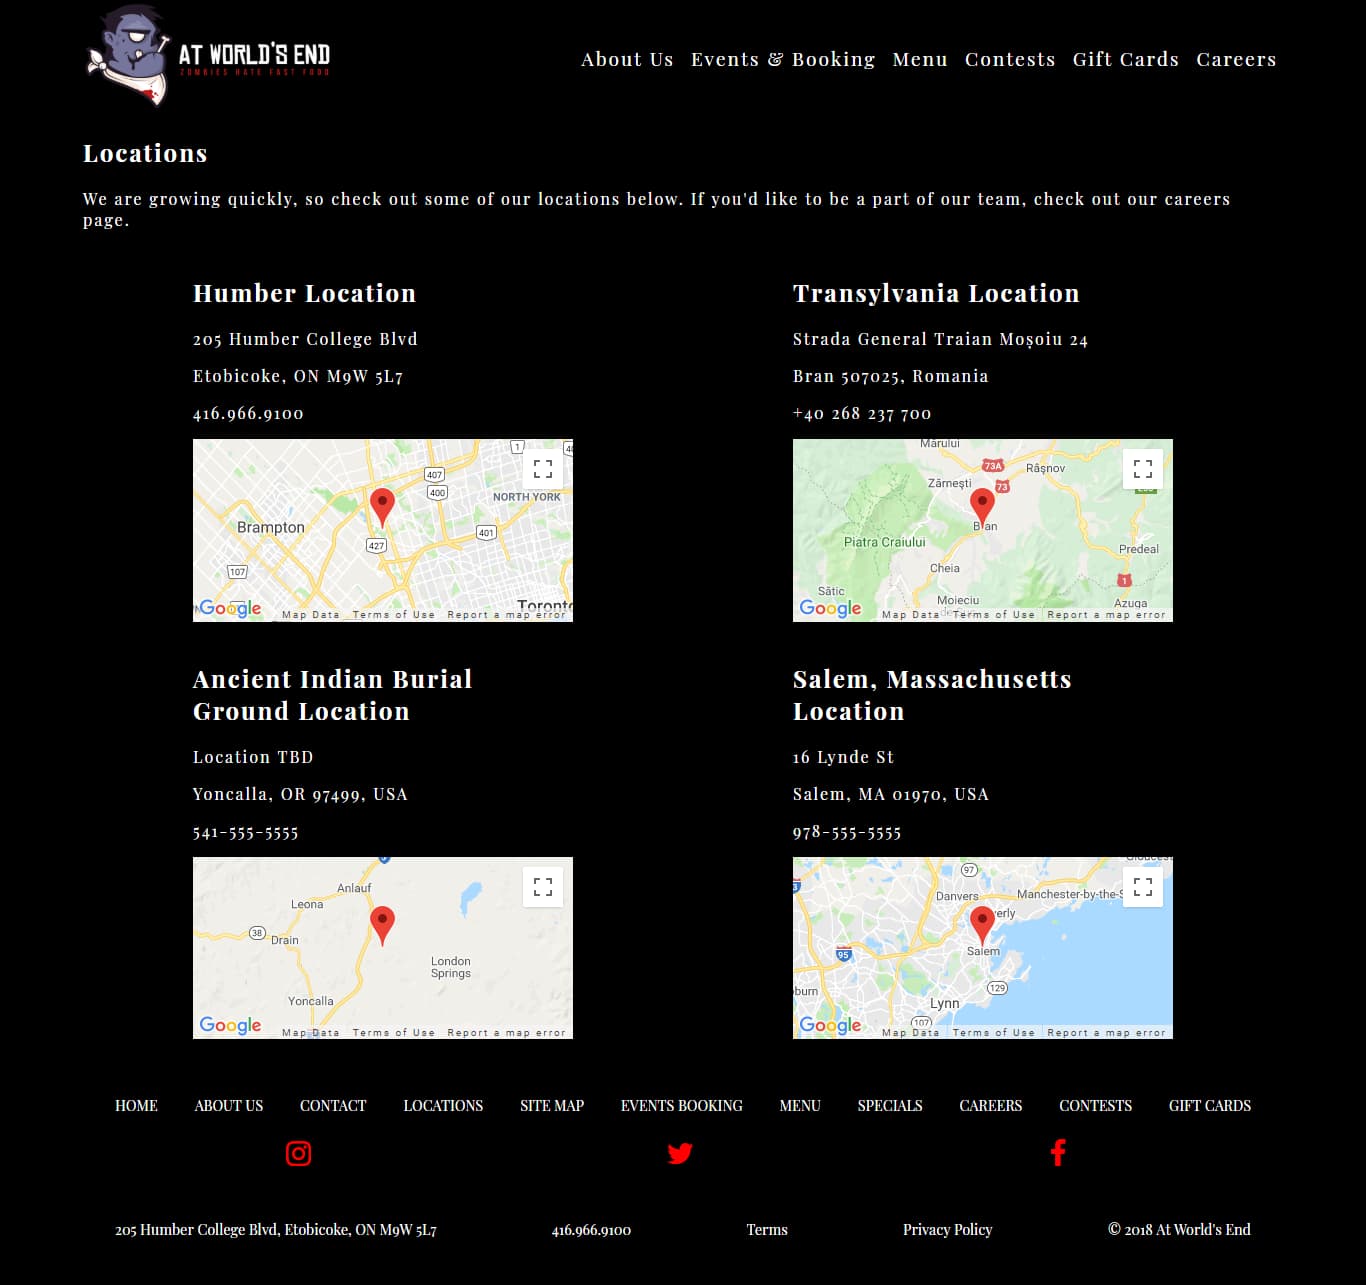 AT WORLD'S END
ZOMBIES HATE FAST FOOD
About Us Events & Booking Menu Contests Gift Cards Careers
Locations
We are growing quickly, so check out some of our locations below. If you'd like to be a part of our team, check out our careers
page.
Humber Location
205 Humber College Blvd
Etobicoke, ON M9W 5L7
416.966.9100
1
407
400
NORTH YORK
Brampton
401
427
107
Toronto
Google
Map Data Terms of Use Report a map error
Transylvania Location
Strada General Traian Moșoiu 24
Bran 507025, Romania
+40 268 237 700
Mărului
73A
Râșnov
Zărnești
73
Bran
Piatra Craiului
Predeal
Cheia
1
Sătic
Moieciu
Azuga
Google
Map Data Terms of Use Report a map error
Ancient Indian Burial
Ground Location
Location TBD
Yoncalla, OR 97499, USA
541-555-5555
Anlauf
Leona
38
Drain
London
Springs
Yoncalla
Google
Map Data Terms of Use Report a map error
Salem, Massachusetts
Location
16 Lynde St
Salem, MA 01970, USA
978-555-5555
97
Danvers
Manchester-by-the-S
erly
95
Salem
burn
129
Lynn
107
Google
Map Data Terms of Use Report a map error
HOME ABOUT US CONTACT LOCATIONS SITE MAP EVENTS BOOKING MENU SPECIALS CAREERS CONTESTS GIFT CARDS
205 Humber College Blvd, Etobicoke, ON M9W 5L7 416.966.9100 Terms Privacy Policy © 2018 At World's End